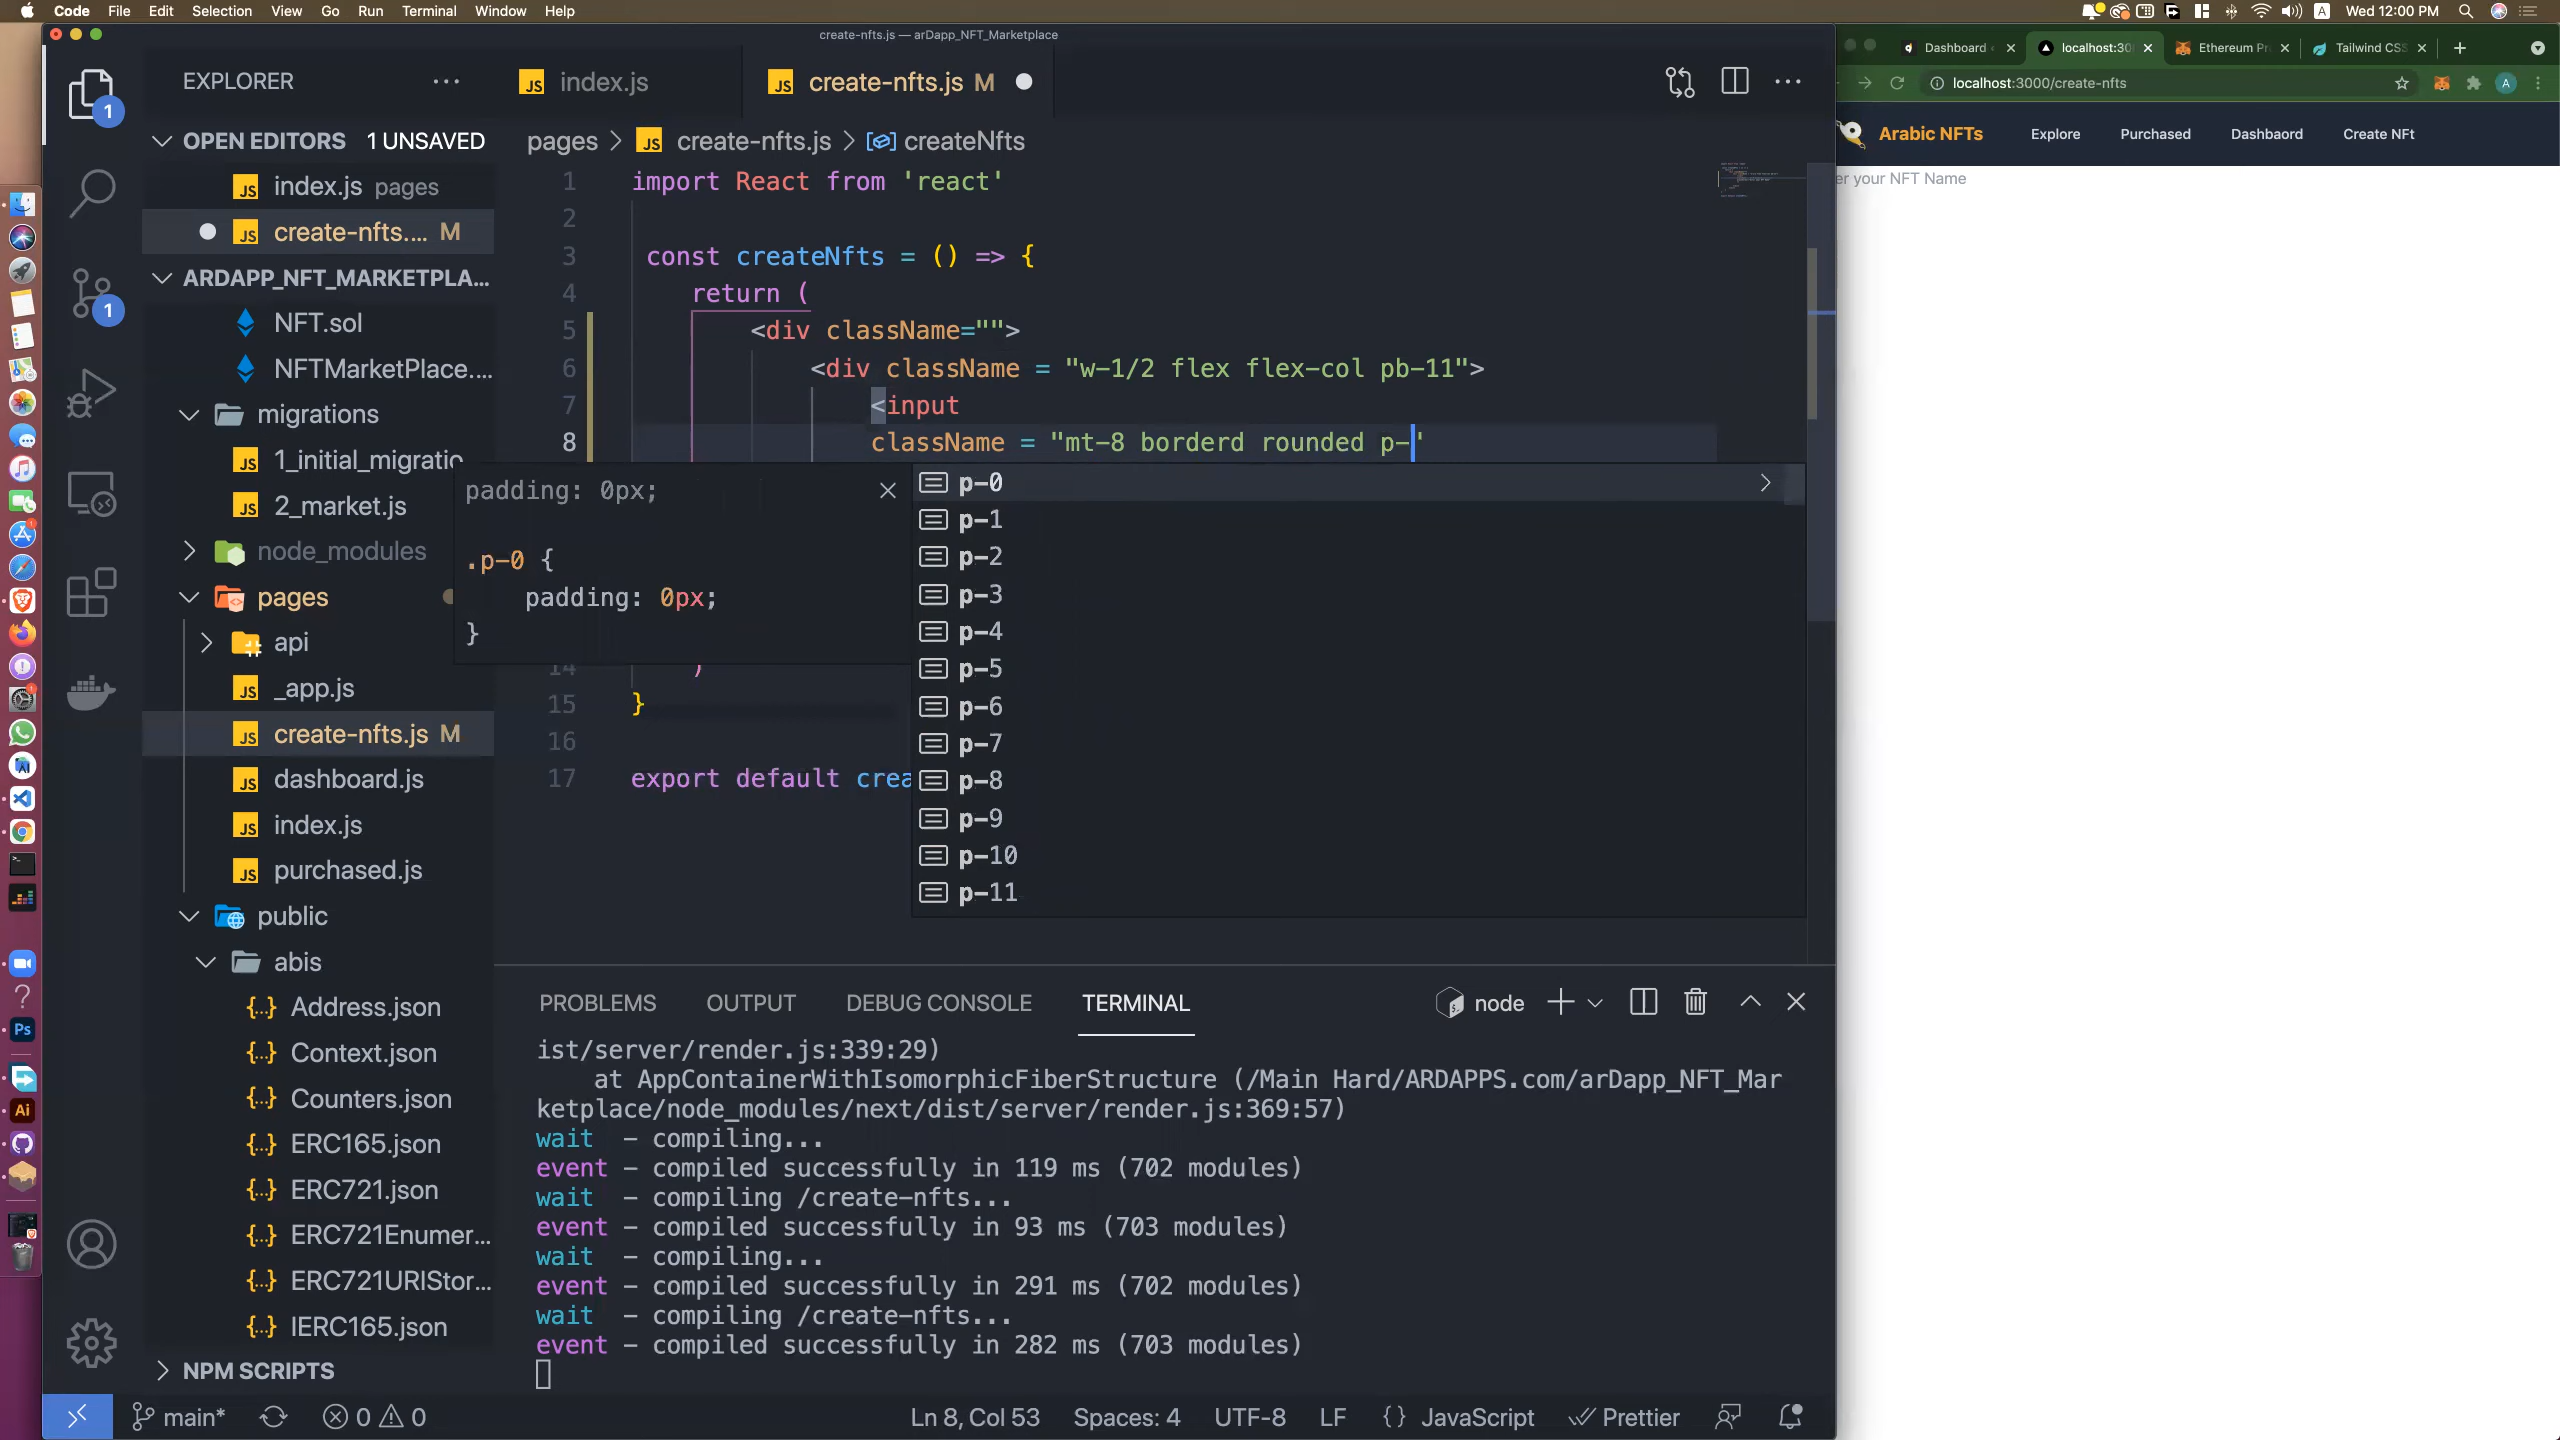 Code File Edit Selection View Go Run Terminal Window Help
Wed 12:00 PM
create-nfts.js — arDapp_NFT_Marketplace
EXPLORER
index.js
create-nfts.js M
OPEN EDITORS 1 UNSAVED
index.js pages
create-nfts.... M
ARDAPP_NFT_MARKETPLA...
NFT.sol
NFTMarketPlace....
migrations
1_initial_migratio
2_market.js
node_modules
pages
api
_app.js
create-nfts.js M
dashboard.js
index.js
purchased.js
public
abis
Address.json
Context.json
Counters.json
ERC165.json
ERC721.json
ERC721Enumer...
ERC721URIStor...
IERC165.json
NPM SCRIPTS
1
1
pages > create-nfts.js > createNfts
1 import React from 'react'
2
3 const createNfts = () => {
4 return (
5 <div className="">
6 <div className = "w-1/2 flex flex-col pb-11">
7 <input
8 className = "mt-8 borderd rounded p-'
14 )
15 }
16
17 export default crea
padding: 0px;
.p-0 {
padding: 0px;
}
p-0
p-1
p-2
p-3
p-4
p-5
p-6
p-7
p-8
p-9
p-10
p-11
PROBLEMS OUTPUT DEBUG CONSOLE TERMINAL
node
ist/server/render.js:339:29)
at AppContainerWithIsomorphicFiberStructure (/Main Hard/ARDAPPS.com/arDapp_NFT_Mar
ketplace/node_modules/next/dist/server/render.js:369:57)
wait - compiling...
event - compiled successfully in 119 ms (702 modules)
wait - compiling /create-nfts...
event - compiled successfully in 93 ms (703 modules)
wait - compiling...
event - compiled successfully in 291 ms (702 modules)
wait - compiling /create-nfts...
event - compiled successfully in 282 ms (703 modules)
main* 0 0
Ln 8, Col 53 Spaces: 4 UTF-8 LF {} JavaScript Prettier
Dashboard
localhost:30
Ethereum Pr
Tailwind CSS
localhost:3000/create-nfts
A
Arabic NFTs Explore Purchased Dashbaord Create NFt
er your NFT Name
Ps
Ai